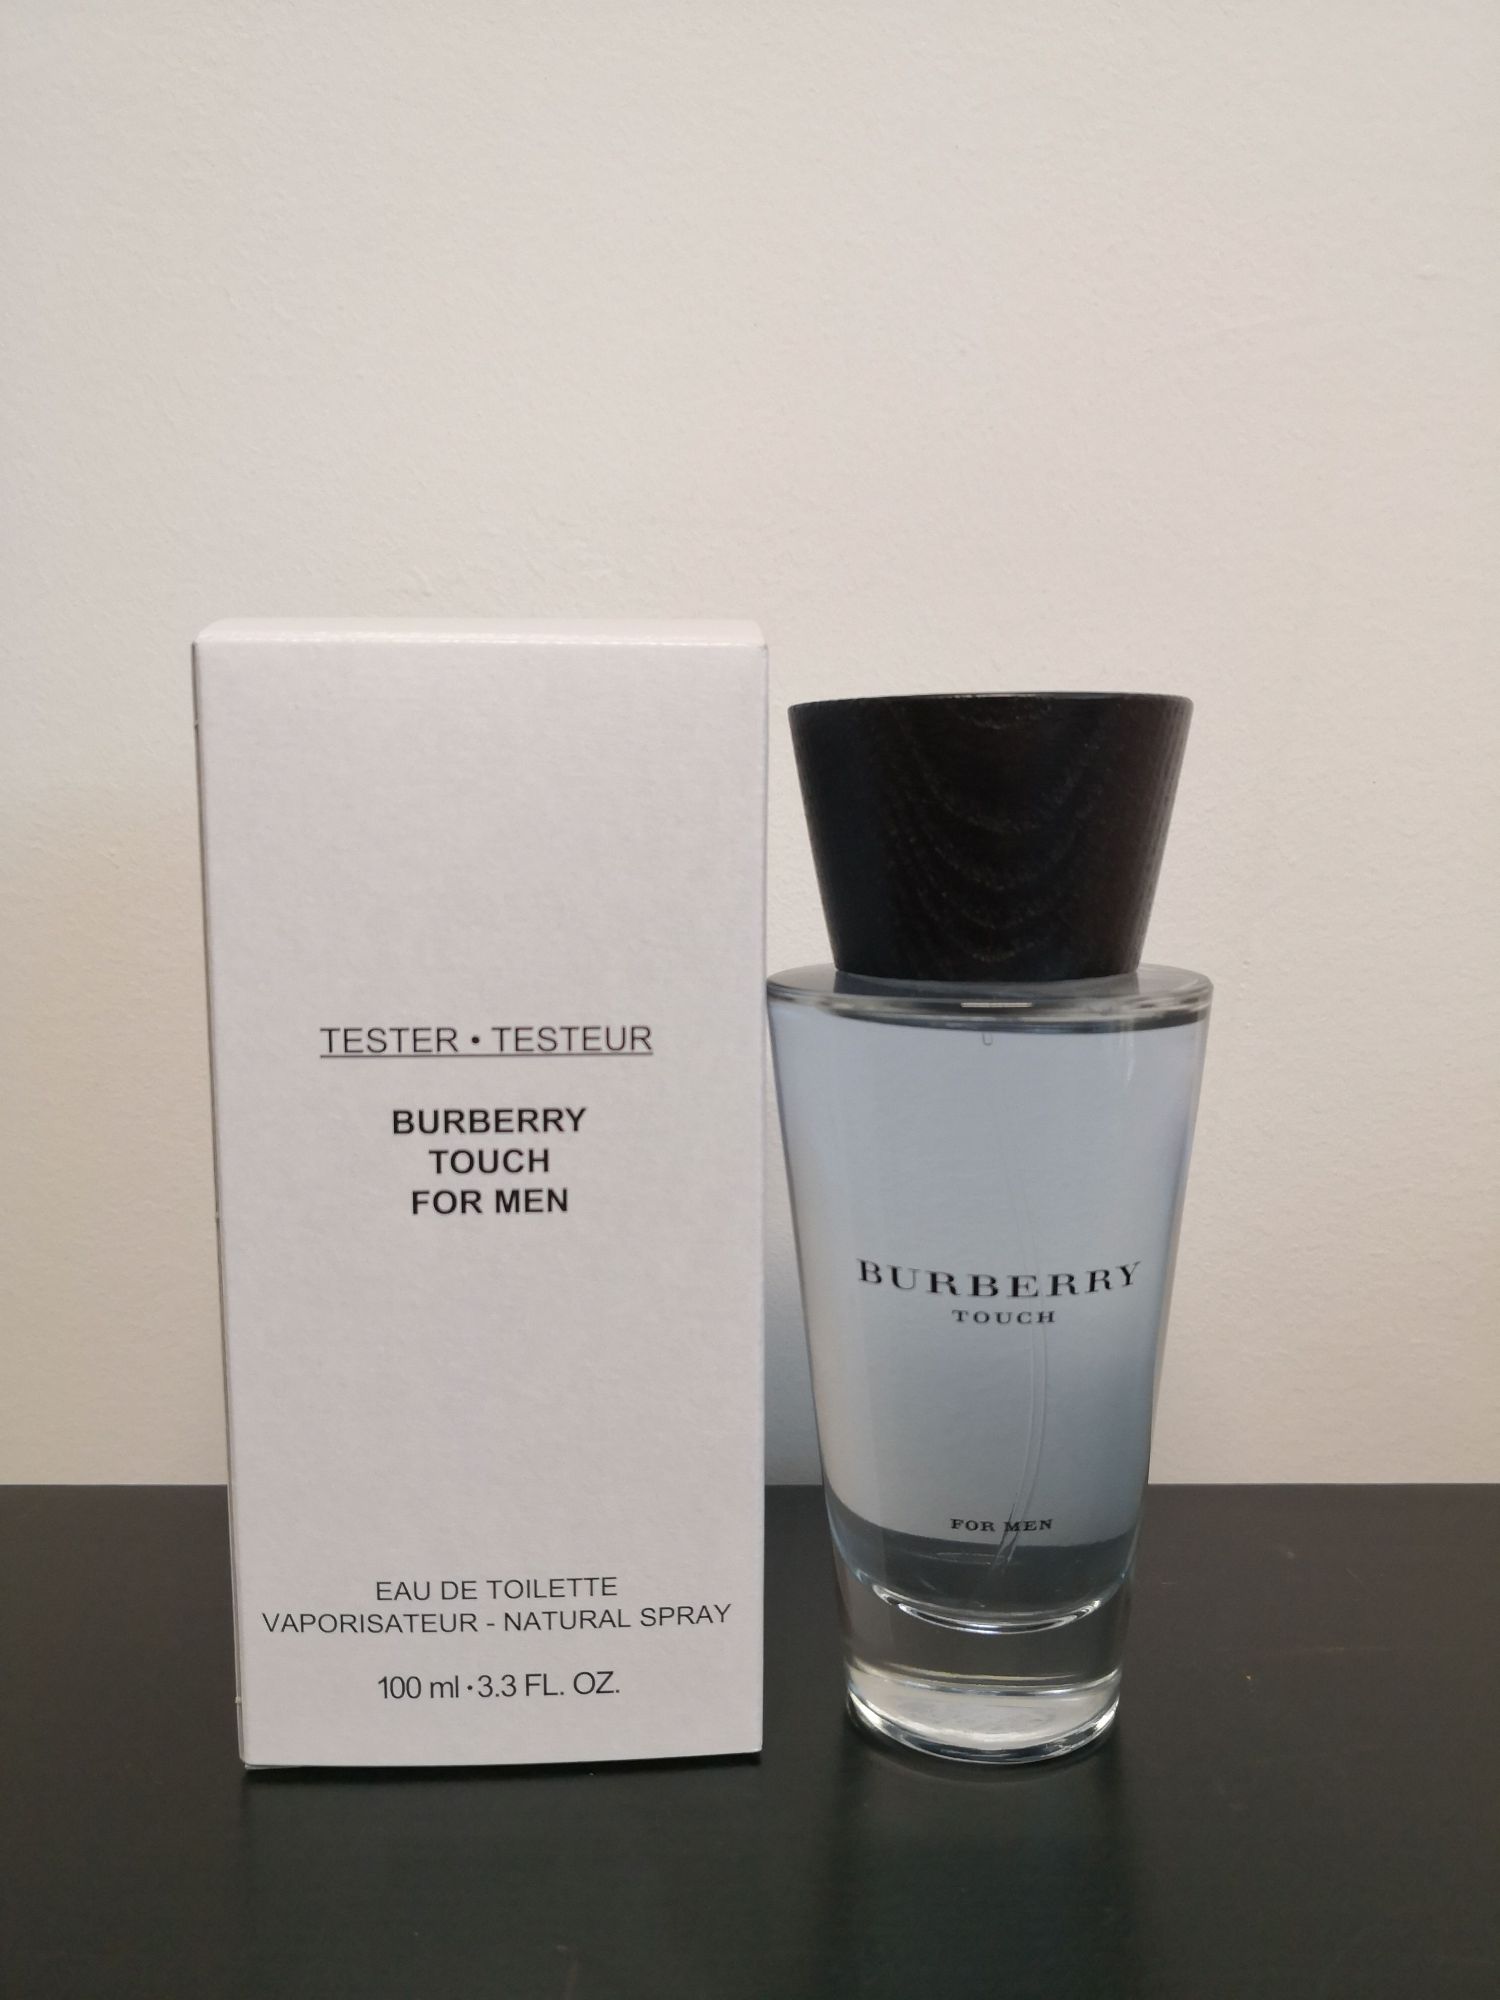 TESTER • TESTEUR
BURBERRY
TOUCH
FOR MEN
EAU DE TOILETTE
VAPORISATEUR - NATURAL SPRAY
100 ml • 3.3 FL. OZ.
BURBERRY
TOUCH
FOR MEN